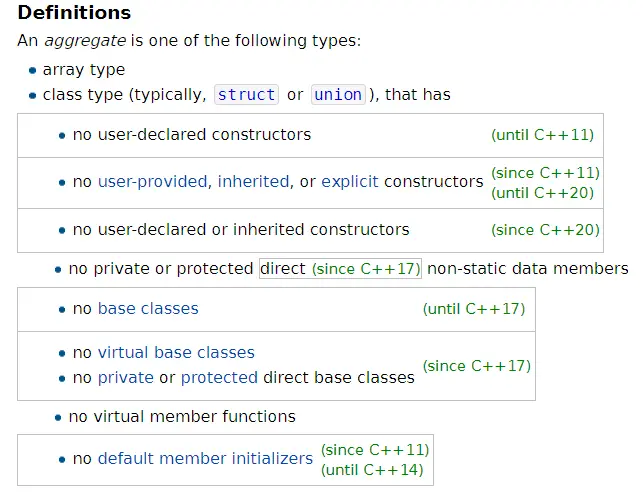 Definitions
An aggregate is one of the following types:
• array type
• class type (typically, struct or union ), that has
• no user-declared constructors (until C++11)
• no user-provided, inherited, or explicit constructors (since C++11) (until C++20)
• no user-declared or inherited constructors (since C++20)
• no private or protected direct (since C++17) non-static data members
• no base classes (until C++17)
• no virtual base classes
• no private or protected direct base classes (since C++17)
• no virtual member functions
• no default member initializers (since C++11) (until C++14)